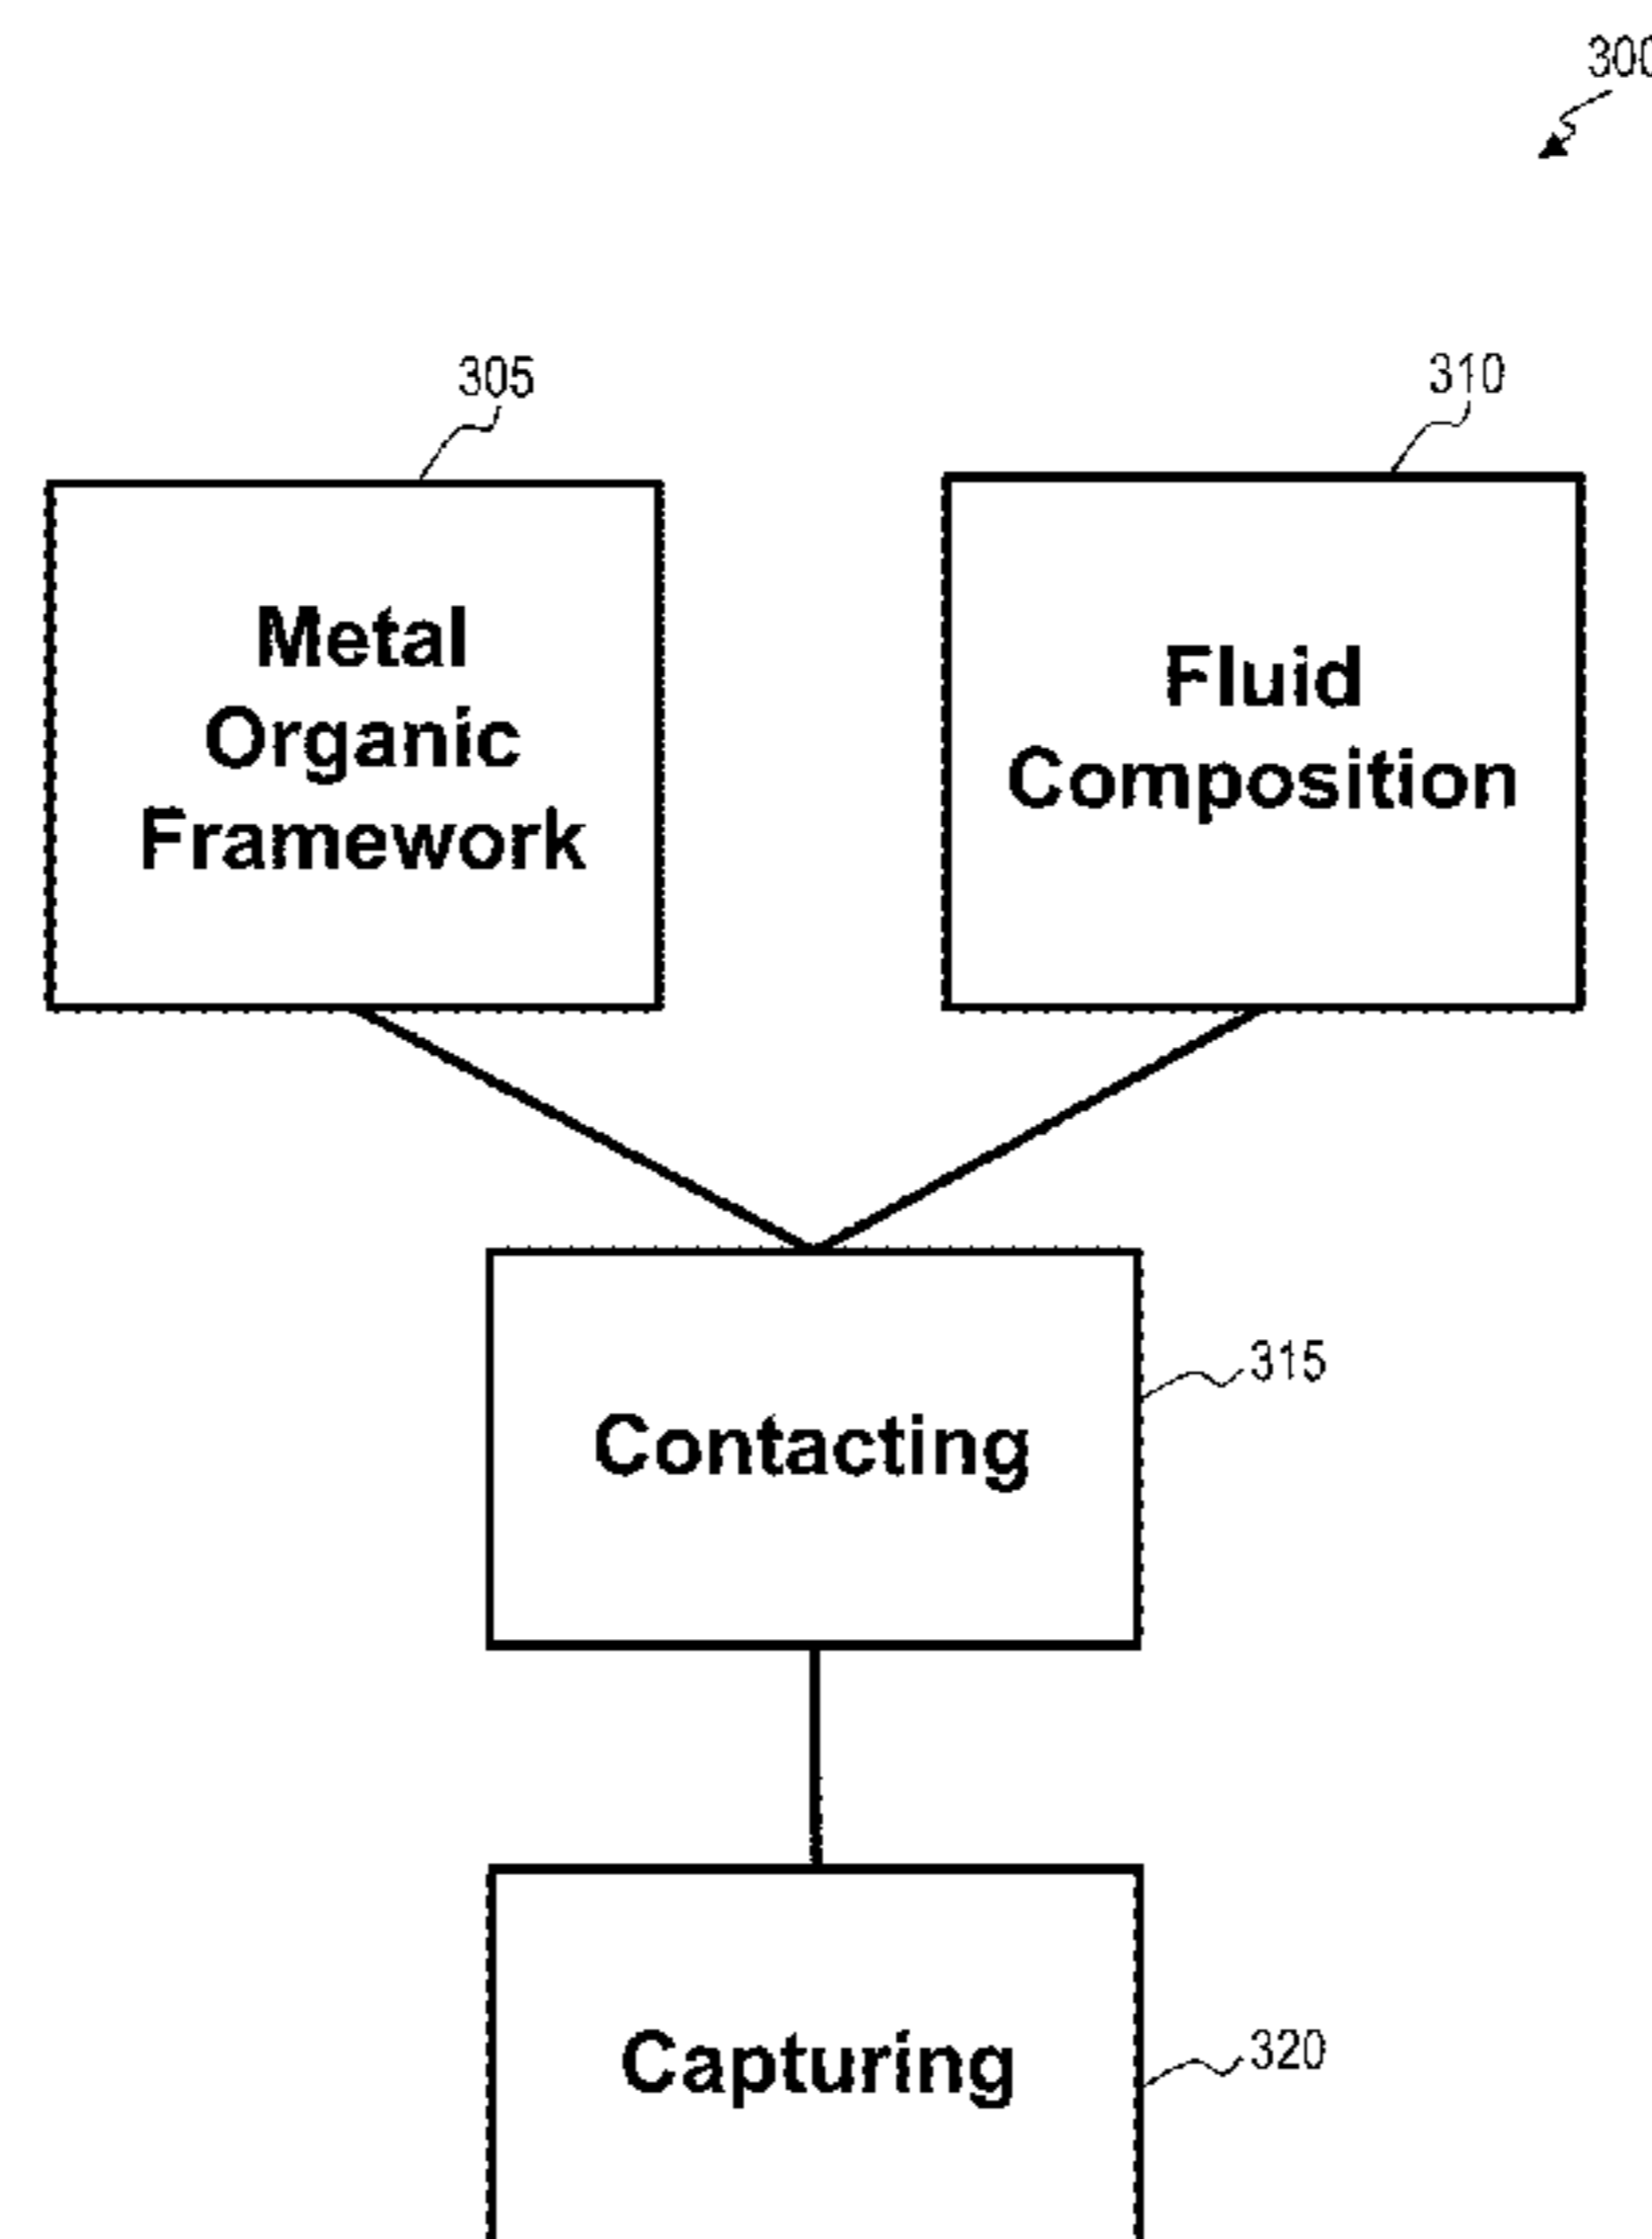 300
305
310
Metal
Organic
Framework
Fluid
Composition
Contacting
315
Capturing
320